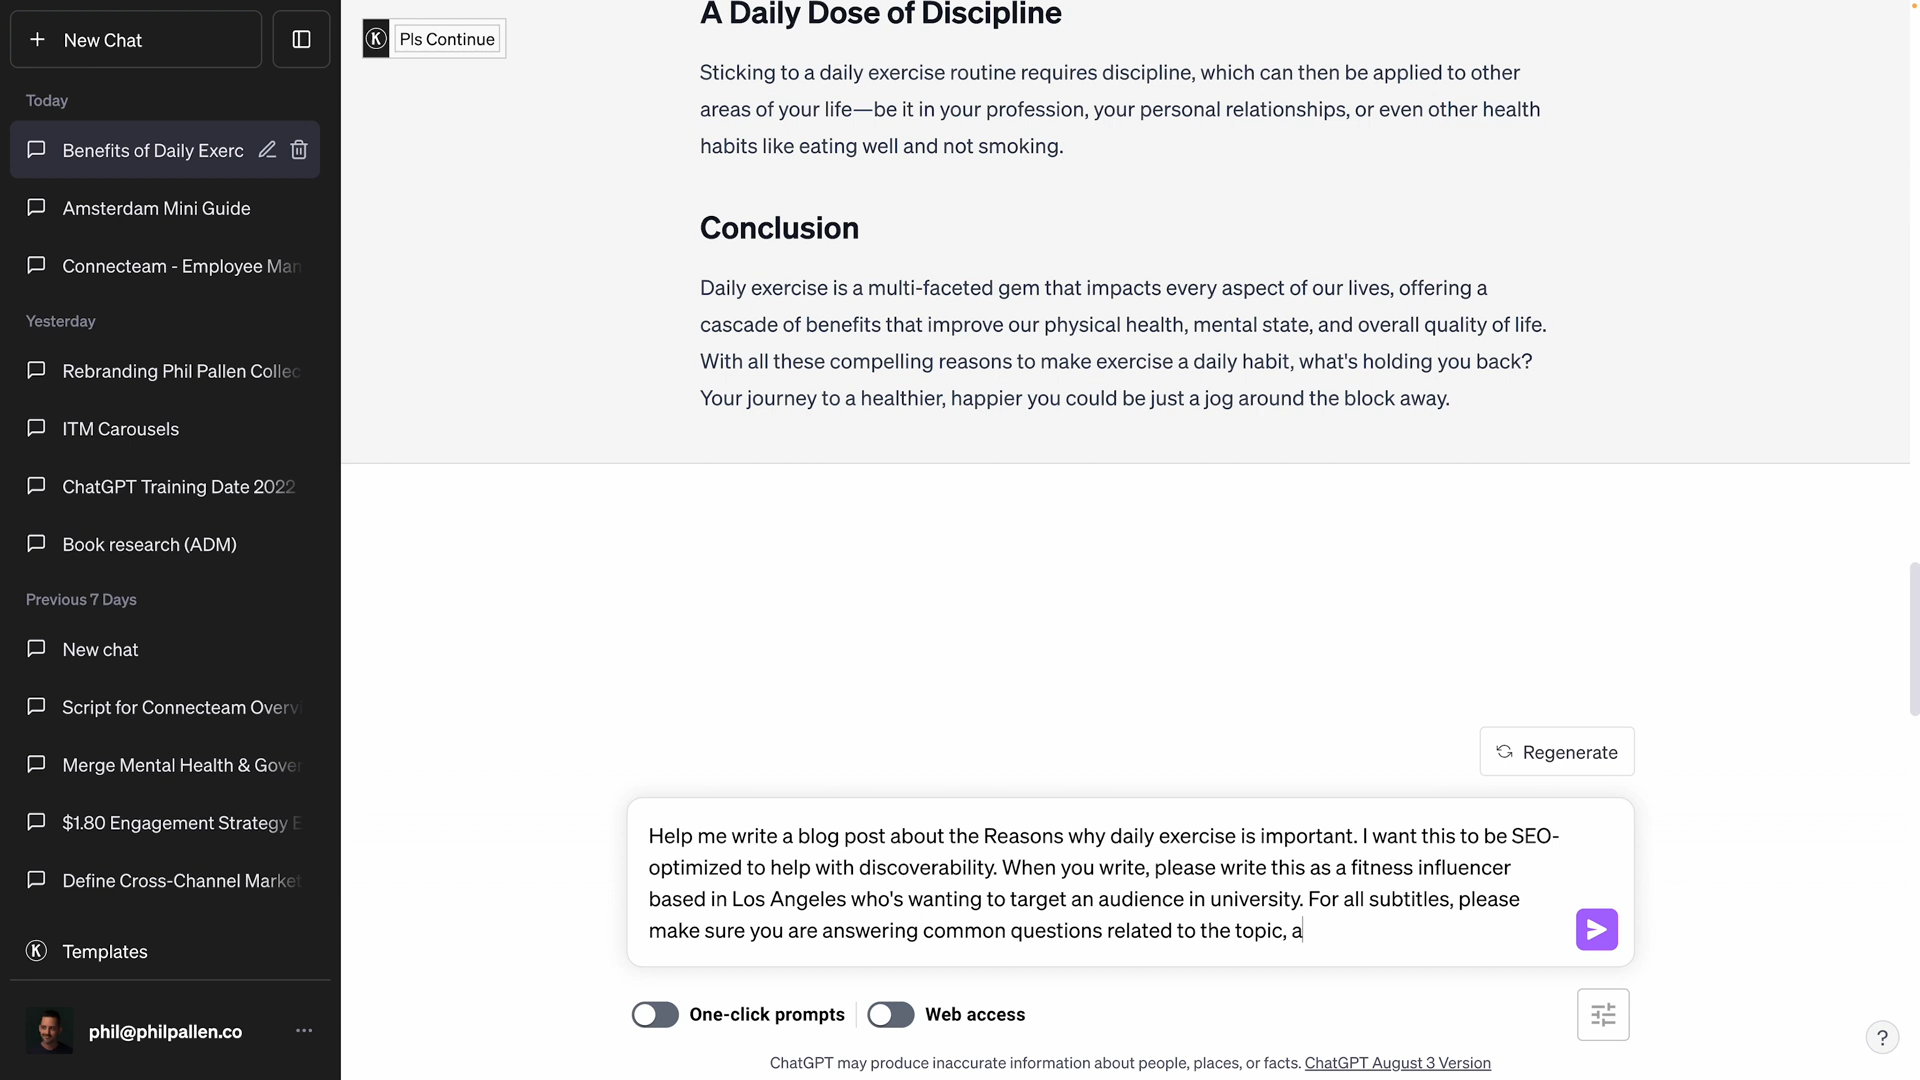 New Chat
Today
Benefits of Daily Exerc
Amsterdam Mini Guide
Connecteam - Employee Man
Yesterday
Rebranding Phil Pallen Collec
ITM Carousels
ChatGPT Training Date 2022
Book research (ADM)
Previous 7 Days
New chat
Script for Connecteam Overv
Merge Mental Health & Gover
$1.80 Engagement Strategy E
Define Cross-Channel Market
K Templates
phil@philpallen.co
K Pls Continue
A Daily Dose of Discipline
Sticking to a daily exercise routine requires discipline, which can then be applied to other
areas of your life—be it in your profession, your personal relationships, or even other health
habits like eating well and not smoking.
Conclusion
Daily exercise is a multi-faceted gem that impacts every aspect of our lives, offering a
cascade of benefits that improve our physical health, mental state, and overall quality of life.
With all these compelling reasons to make exercise a daily habit, what's holding you back?
Your journey to a healthier, happier you could be just a jog around the block away.
Regenerate
Help me write a blog post about the Reasons why daily exercise is important. I want this to be SEO-
optimized to help with discoverability. When you write, please write this as a fitness influencer
based in Los Angeles who's wanting to target an audience in university. For all subtitles, please
make sure you are answering common questions related to the topic, a
One-click prompts
Web access
ChatGPT may produce inaccurate information about people, places, or facts. ChatGPT August 3 Version
?